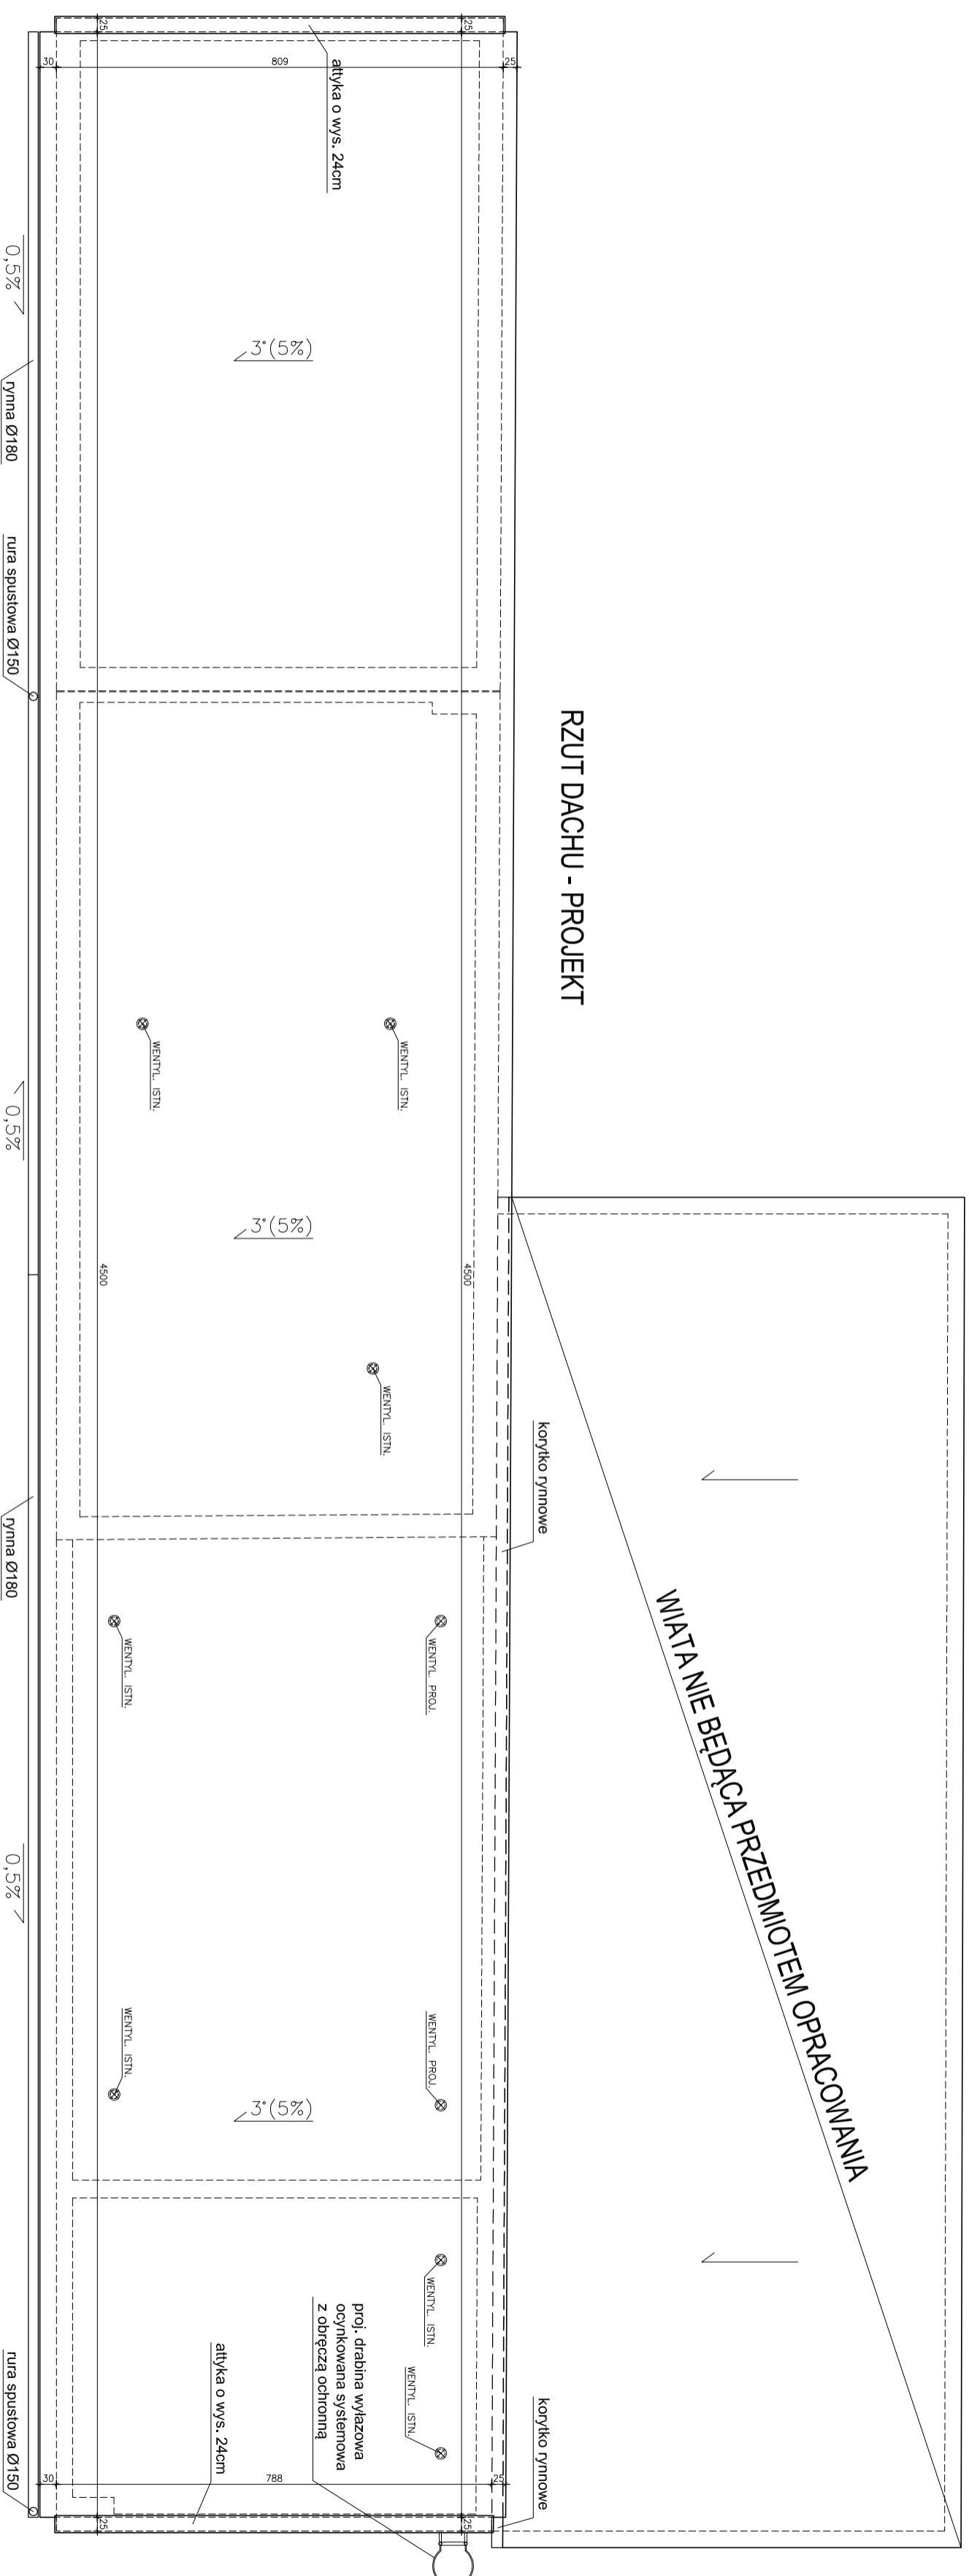 RZUT DACHU - PROJEKT
WIATA NIE BĘDĄCA PRZEDMIOTEM OPRACOWANIA
korytko rynnowe
korytko rynnowe
25
25
25
809
30
attyka o wys. 24cm
3°(5%)
3°(5%)
3°(5%)
WENTYL. ISTN.
WENTYL. ISTN.
WENTYL. ISTN.
4500
4500
WENTYL. PROJ.
WENTYL. ISTN.
WENTYL. PROJ.
WENTYL. ISTN.
WENTYL. ISTN.
WENTYL. ISTN.
proj. drabina wyłazowa
ocynkowana systemowa
z obręczą ochronną
attyka o wys. 24cm
25
788
30
25
25
0,5%
rynna Ø180
rura spustowa Ø150
0,5%
rynna Ø180
0,5%
rura spustowa Ø150